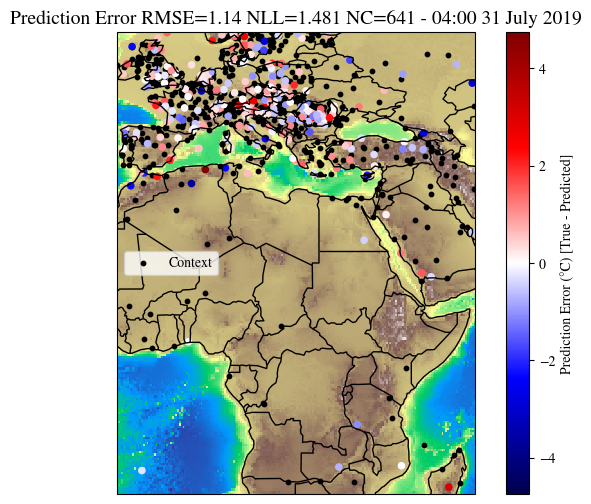 Prediction Error RMSE=1.14 NLL=1.481 NC=641 - 04:00 31 July 2019
Context
4
2
0
−2
−4
Prediction Error (°C) [True - Predicted]